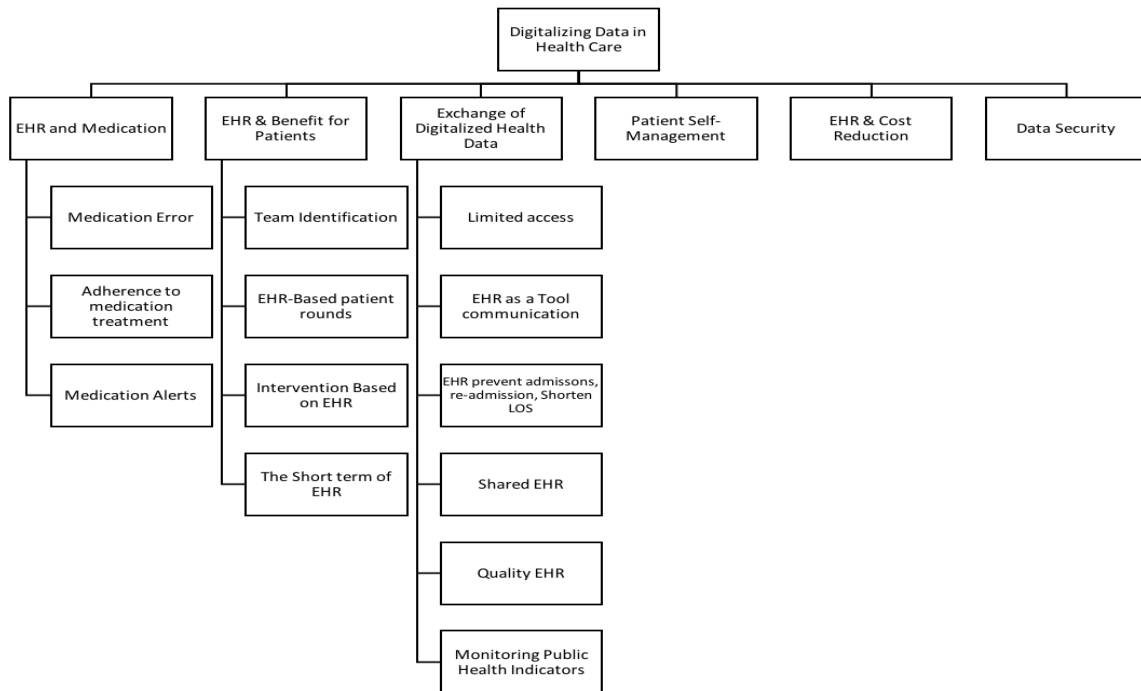 Digitalizing Data in
Health Care
EHR and Medication
EHR & Benefit for
Patients
Exchange of
Digitalized Health
Data
Patient Self-
Management
EHR & Cost
Reduction
Data Security
Medication Error
Adherence to
medication
treatment
Medication Alerts
Team Identification
EHR-Based patient
rounds
Intervention Based
on EHR
The Short term of
EHR
Limited access
EHR as a Tool
communication
EHR prevent admissons,
re-admission, Shorten
LOS
Shared EHR
Quality EHR
Monitoring Public
Health Indicators